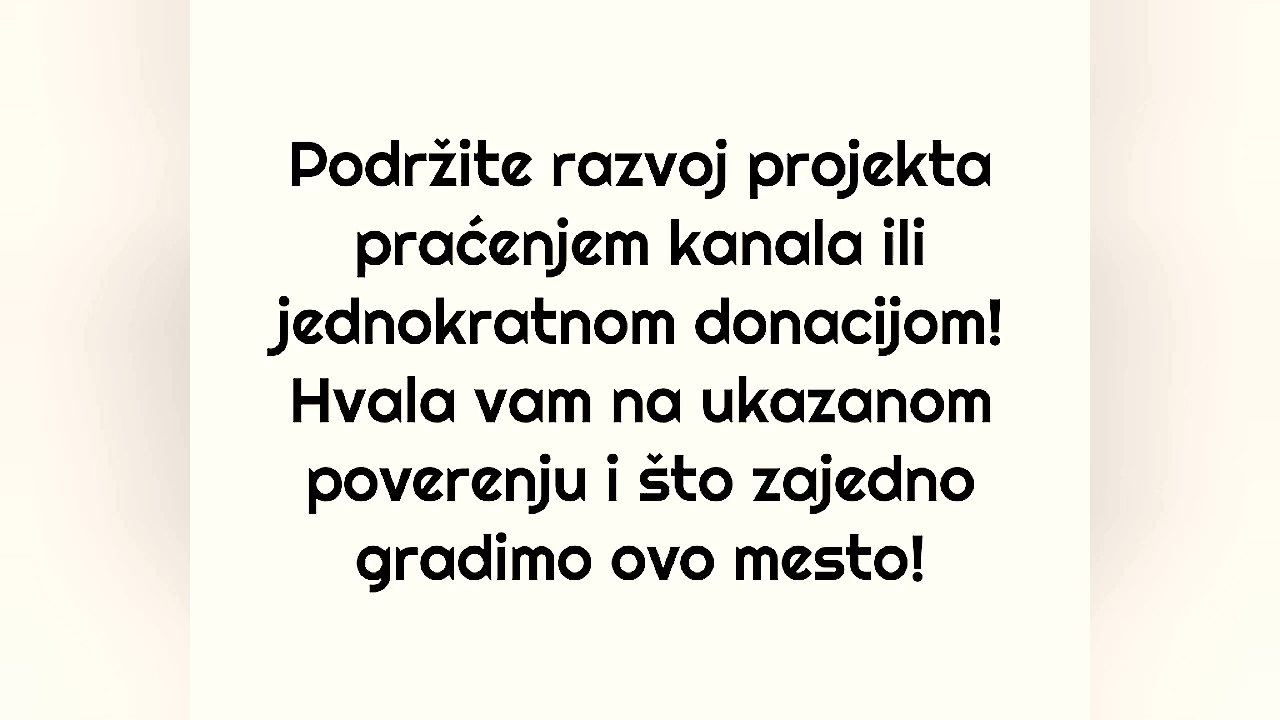 Podržite razvoj projekta
praćenjem kanala ili
jednokratnom donacijom!
Hvala vam na ukazanom
poverenju i što zajedno
gradimo ovo mesto!